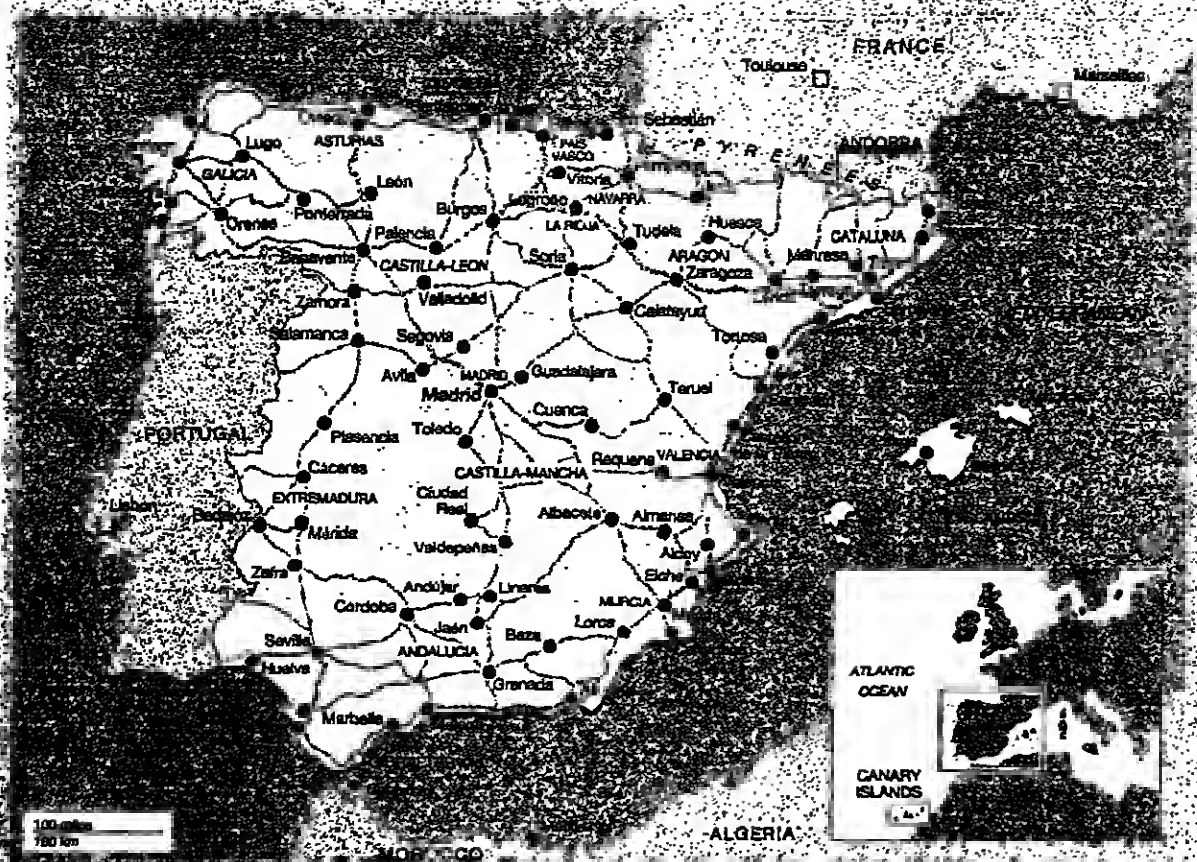 FRANCE
Toulouse
Marseilles
Sebastián
ANDORRA
PYRENEES
Lugo
ASTURIAS
PAIS
VASCO
GALICIA
León
Vitoria
Ponferrada
Burgos
Logroño
NAVARRA
Orense
Palencia
LA RIOJA
Tudela
Huesca
CATALUNA
Benavente
CASTILLA-LEON
Soria
ARAGON
Manresa
Zaragoza
Zamora
Valladolid
Calatayud
Salamanca
Segovia
Tortosa
Avila
MADRID
Guadalajara
Madrid
Teruel
Cuenca
PORTUGAL
Plasencia
Toledo
Requena
VALENCIA
Cáceres
CASTILLA-MANCHA
EXTREMADURA
Ciudad
Real
Lisbon
Badajoz
Mérida
Albacete
Almansa
Valdepeñas
Alcoy
Zafra
Elche
Andújar
Linares
Córdoba
MURCIA
Jaén
Lorca
Seville
Baza
ANDALUCIA
Huelva
Granada
Marbella
ATLANTIC
OCEAN
CANARY
ISLANDS
100 miles
100 km
ALGERIA
MOROCCO